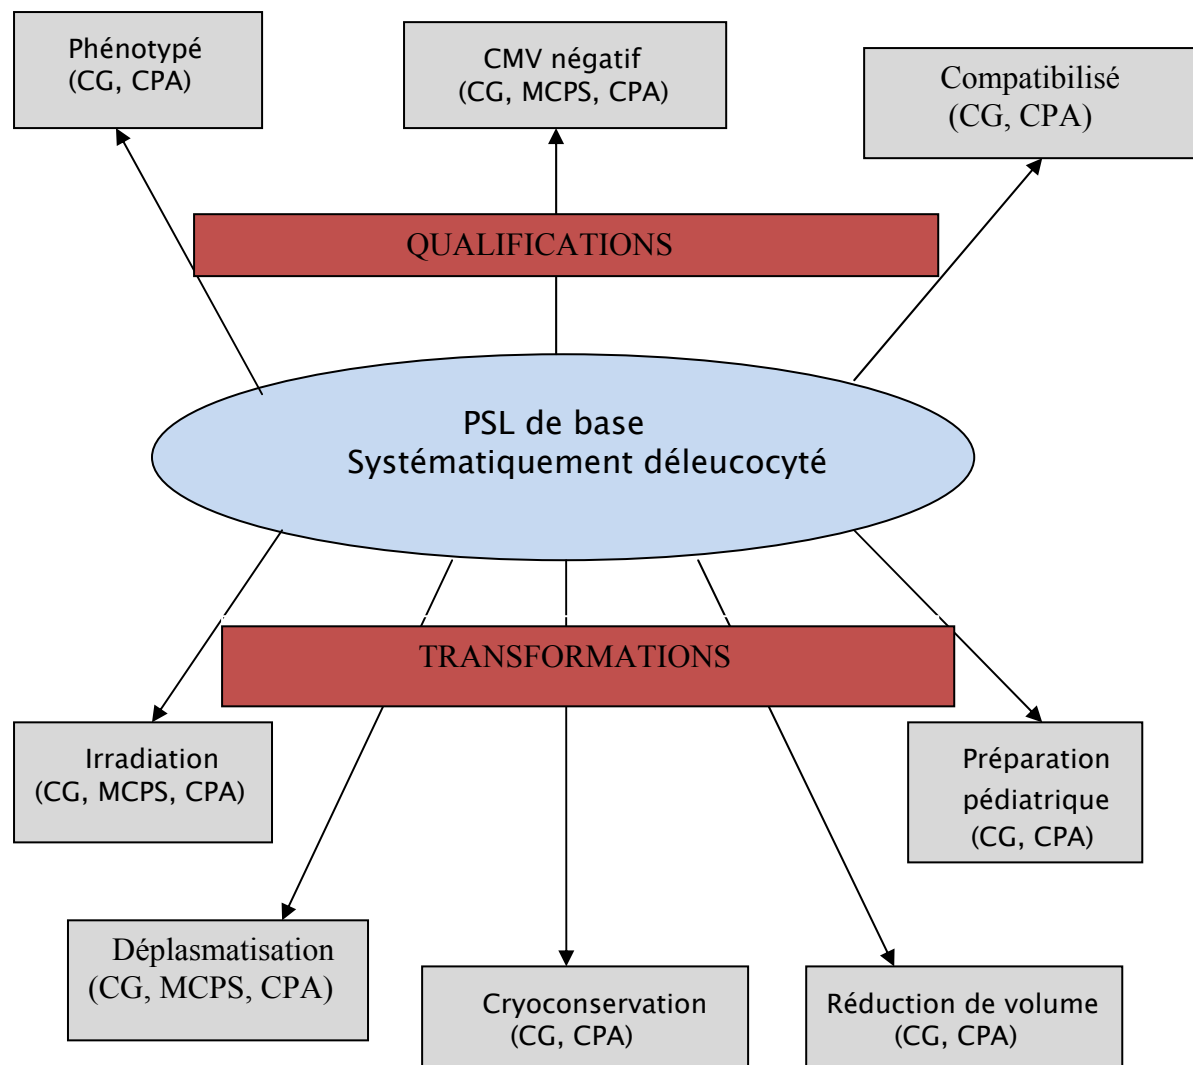 Phénotypé
(CG, CPA)
CMV négatif
(CG, MCPS, CPA)
Compatibilisé
(CG, CPA)
QUALIFICATIONS
PSL de base
Systématiquement déleucocyté
TRANSFORMATIONS
Irradiation
(CG, MCPS, CPA)
Préparation
pédiatrique
(CG, CPA)
Déplasmatisation
(CG, MCPS, CPA)
Cryoconservation
(CG, CPA)
Réduction de volume
(CG, CPA)